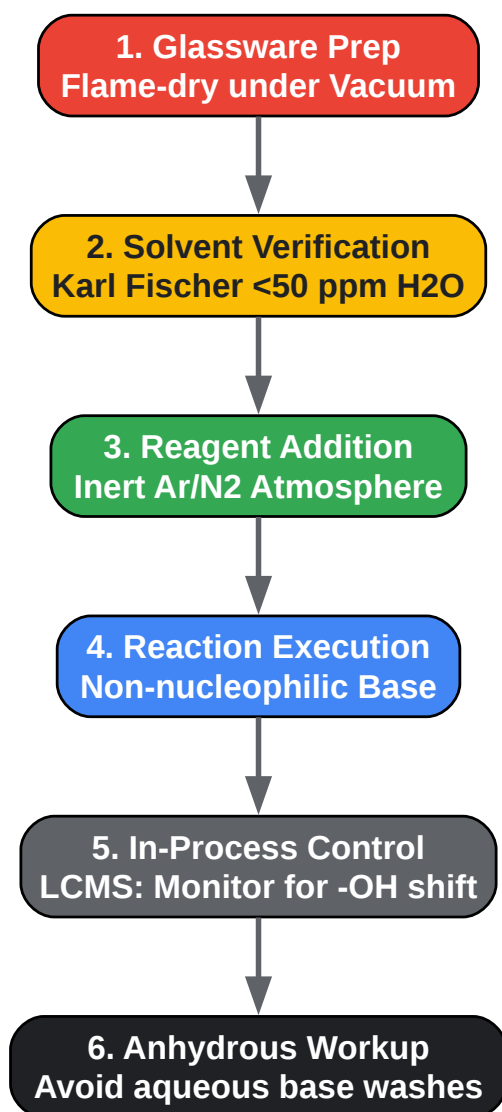 1. Glassware Prep
Flame-dry under Vacuum
2. Solvent Verification
Karl Fischer <50 ppm H2O
3. Reagent Addition
Inert Ar/N2 Atmosphere
4. Reaction Execution
Non-nucleophilic Base
5. In-Process Control
LCMS: Monitor for -OH shift
6. Anhydrous Workup
Avoid aqueous base washes